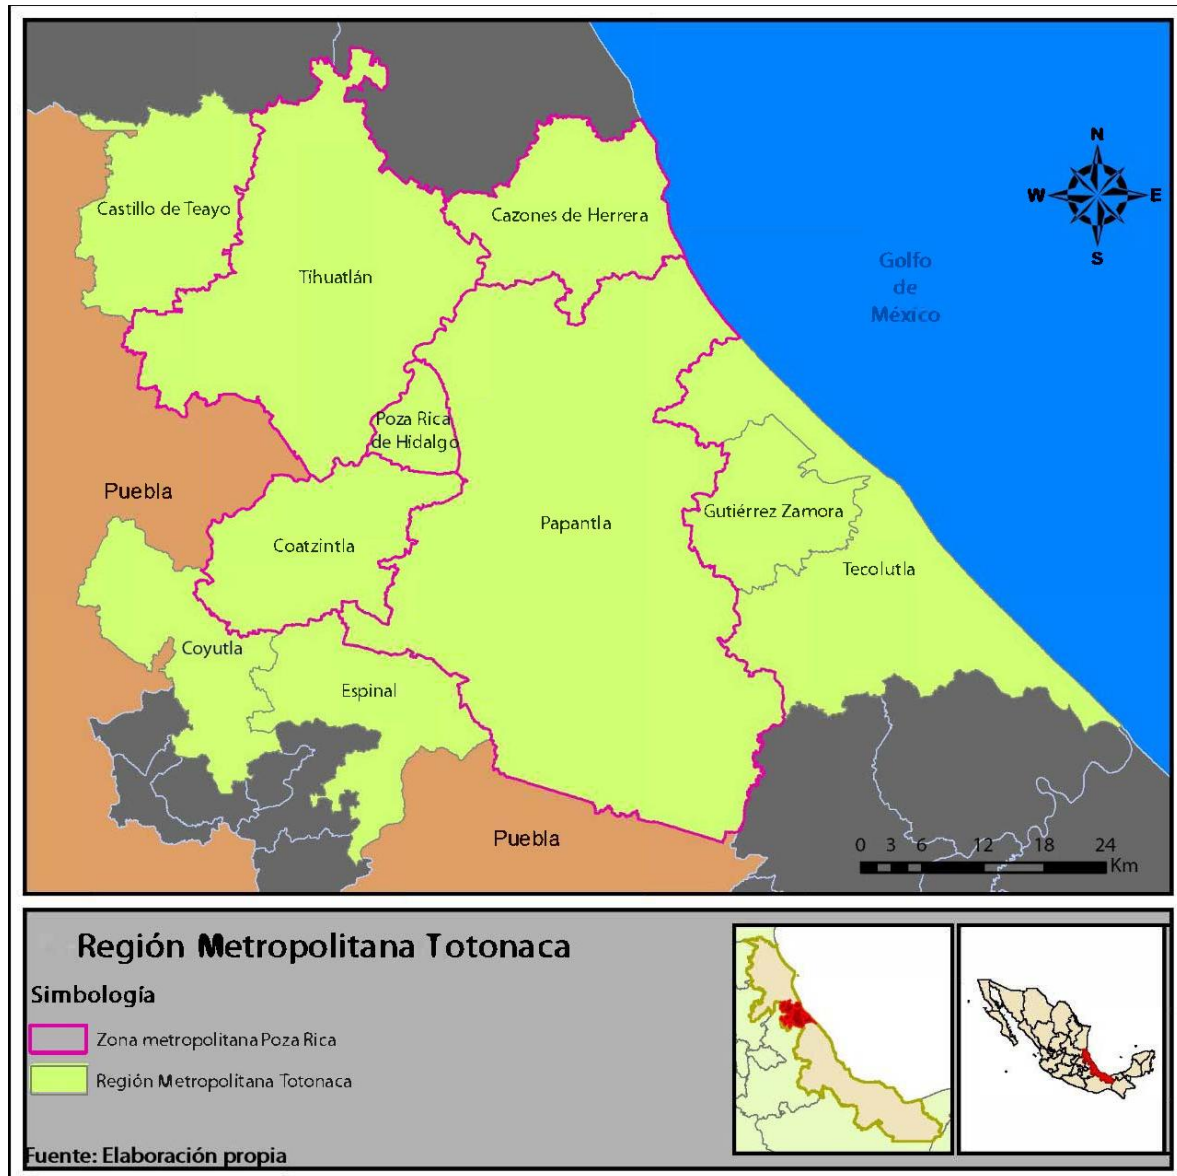 N
W
E
S
Castillo de Teayo
Cazones de Herrera
Tihuatlán
Golfo
de
México
Poza Rica
de Hidalgo
Puebla
Papantla
Gutiérrez Zamora
Coatzintla
Tecolutla
Coyutla
Espinal
Puebla
0 3 6 12 18 24
Km
Región Metropolitana Totonaca
Simbología
Zona metropolitana Poza Rica
Región Metropolitana Totonaca
Fuente: Elaboración propia